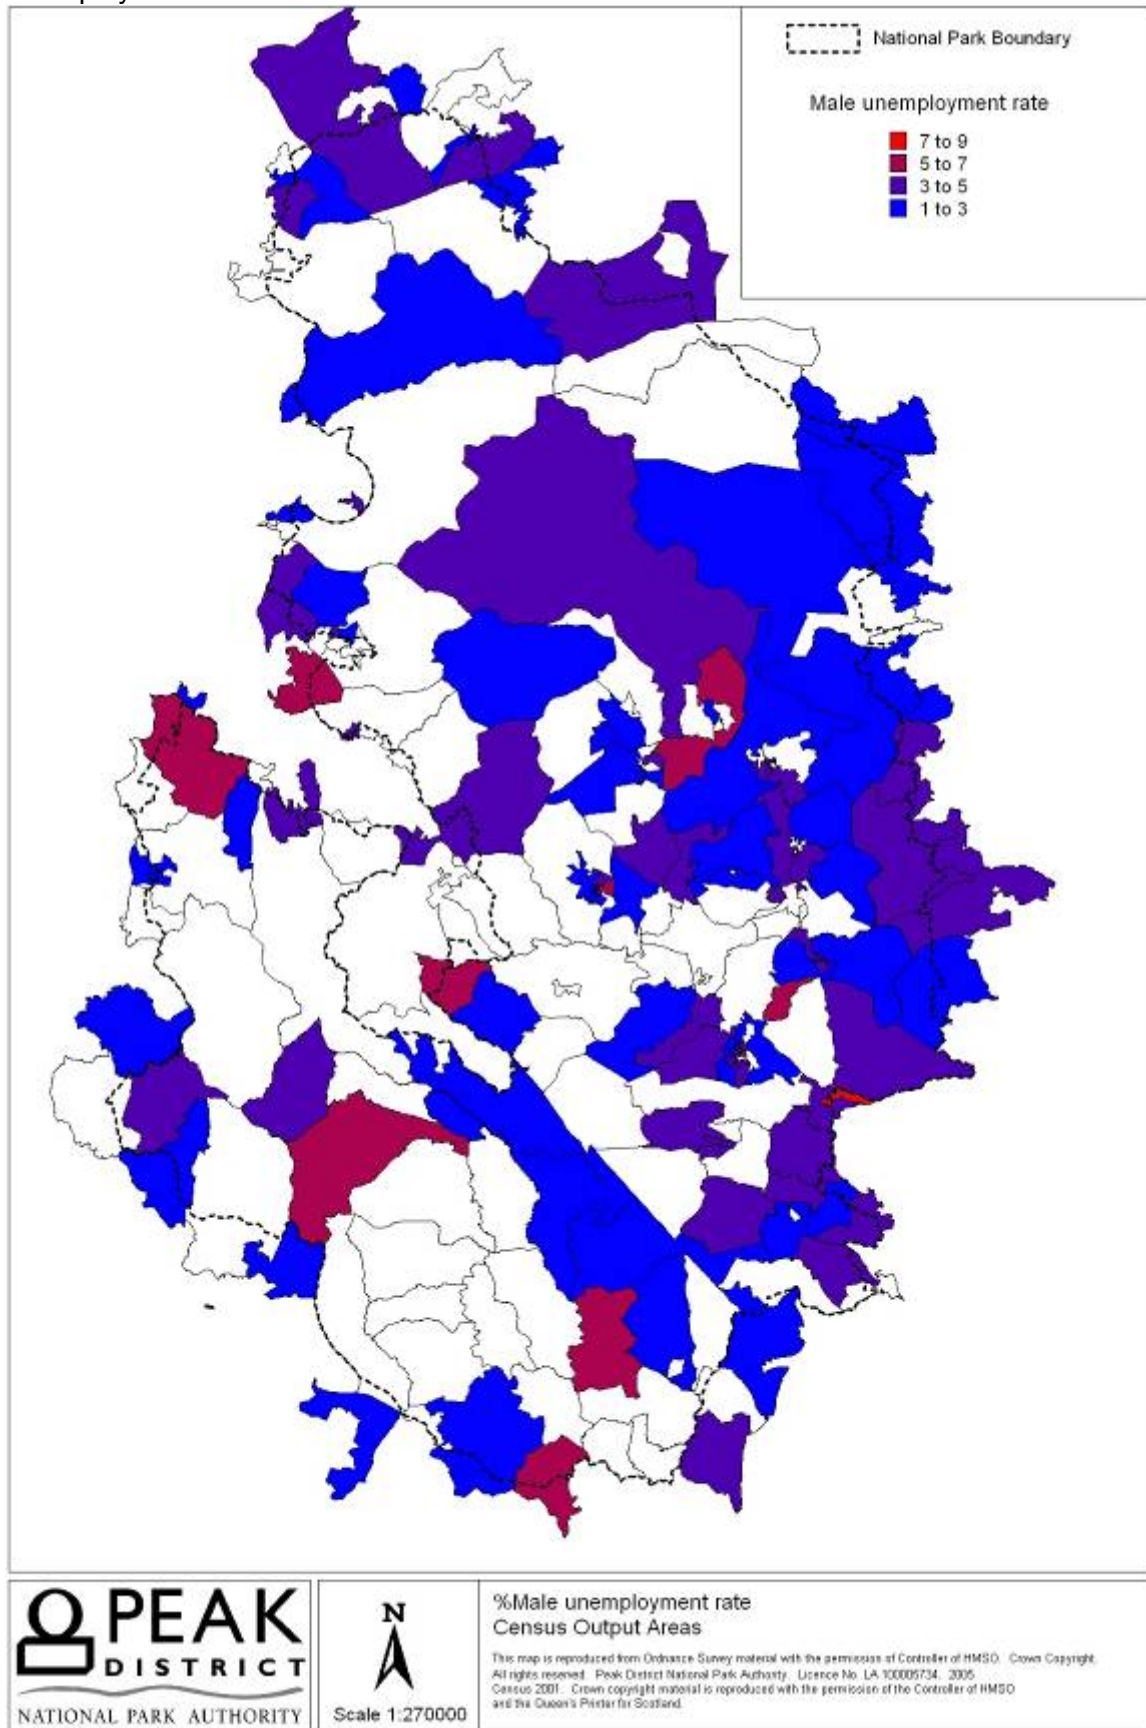 National Park Boundary
Male unemployment rate
7 to 9
5 to 7
3 to 5
1 to 3
PEAK
DISTRICT
NATIONAL PARK AUTHORITY
N
Scale 1:270000
%Male unemployment rate
Census Output Areas
This map is reproduced from Ordnance Survey material with the permission of Controller of HMSO. Crown Copyright.
All rights reserved. Peak District National Park Authority. Licence No. LA 100005734. 2005
Census 2001. Crown copyright material is reproduced with the permission of the Controller of HMSO
and the Queen's Printer for Scotland.